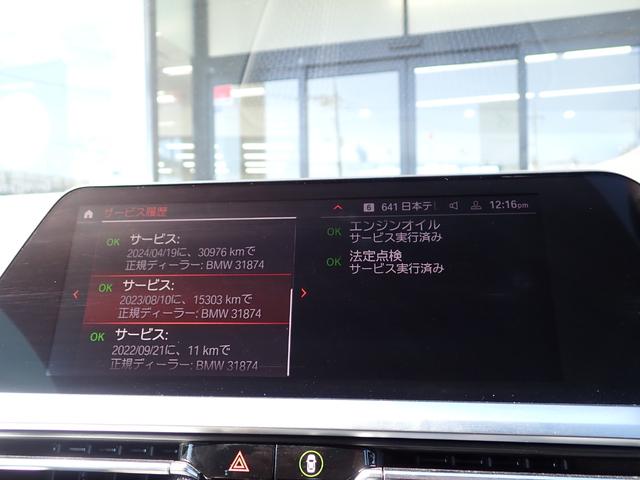 サービス履歴
6 641 日本テ 12:16pm
OK サービス:
2024/04/19に、30976 kmで
正規ディーラー: BMW 31874
OK サービス:
2023/08/10に、15303 kmで
正規ディーラー: BMW 31874
OK サービス:
2022/09/21に、11 kmで
正規ディーラー: BMW 31874
OK エンジンオイル
サービス実行済み
OK 法定点検
サービス実行済み